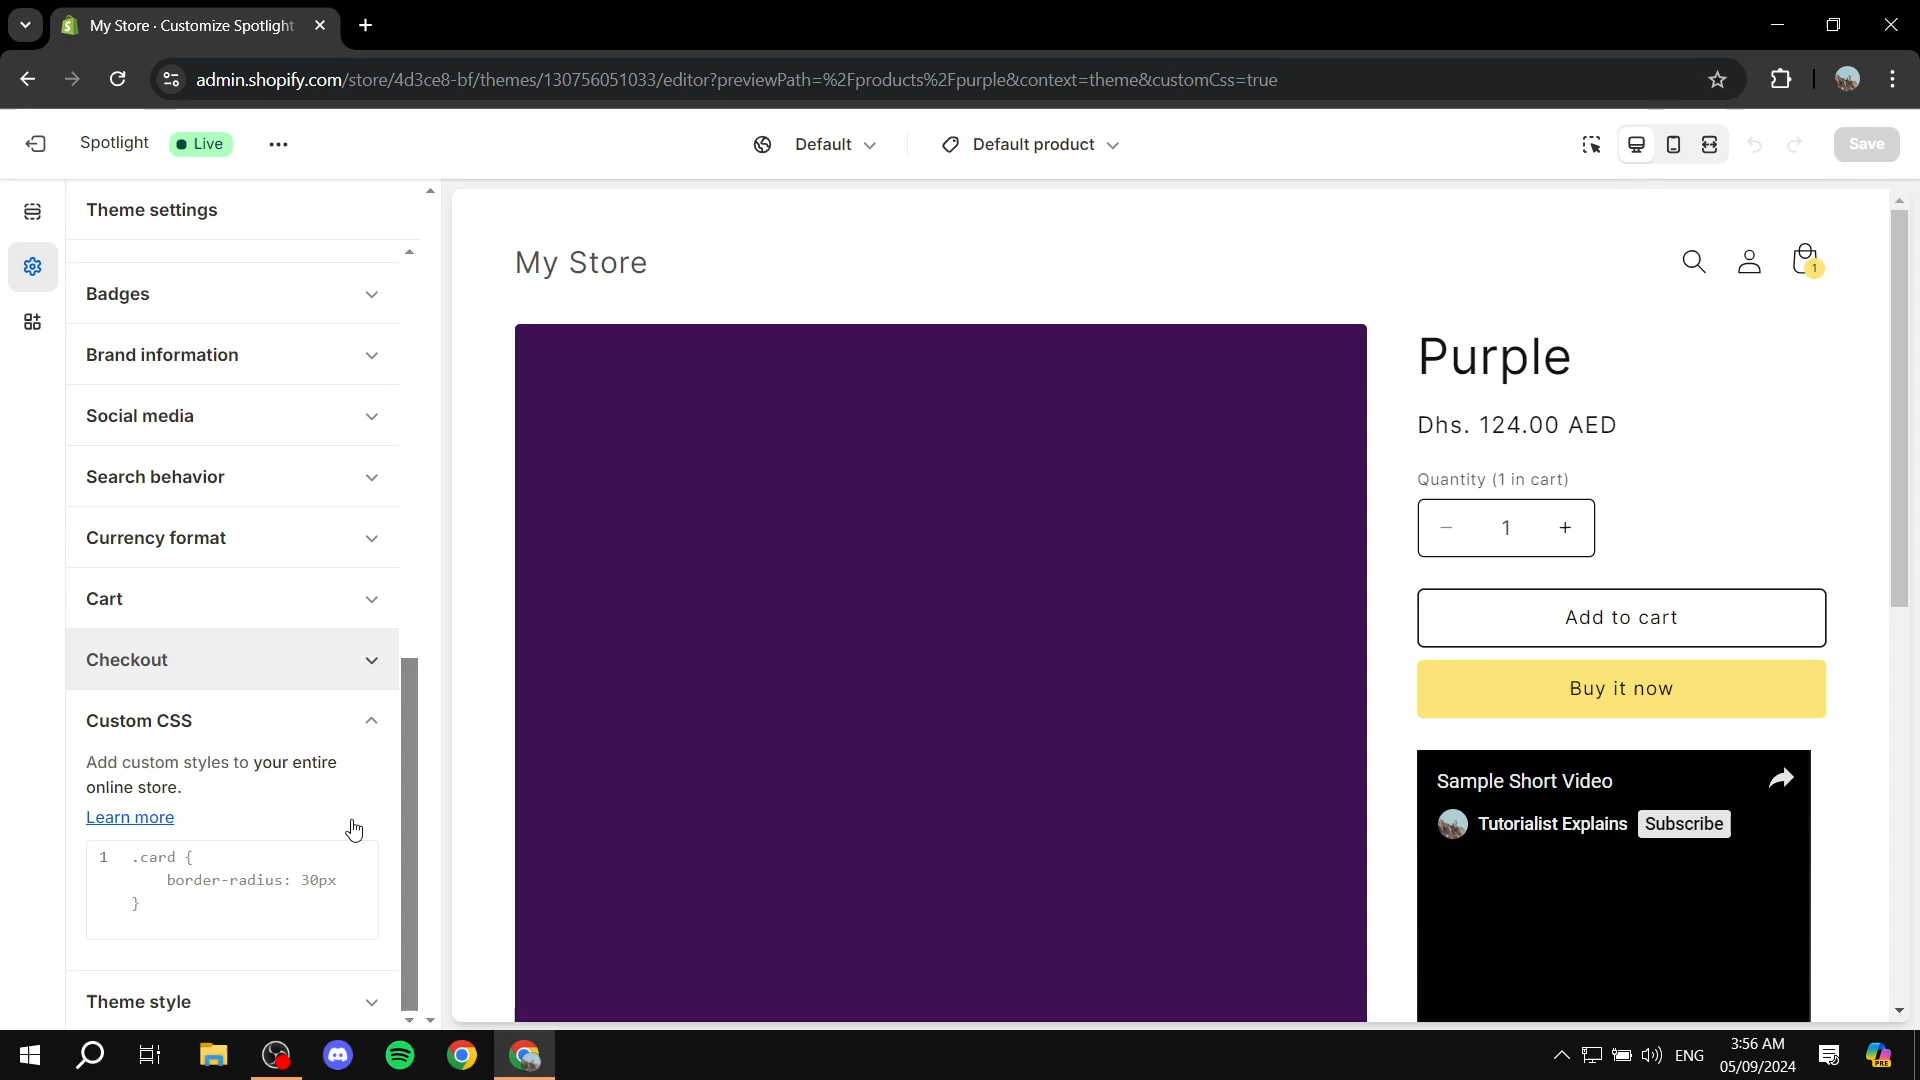 My Store · Customize Spotlight
admin.shopify.com/store/4d3ce8-bf/themes/130756051033/editor?previewPath=%2Fproducts%2Fpurple&context=theme&customCss=true
Spotlight
Live
Default
Default product
Save
Theme settings
Badges
Brand information
Social media
Search behavior
Currency format
Cart
Checkout
Custom CSS
Add custom styles to your entire
online store.
Learn more
1 .card {
border-radius: 30px
}
Theme style
My Store
1
Purple
Dhs. 124.00 AED
Quantity (1 in cart)
1
Add to cart
Buy it now
Sample Short Video
Tutorialist Explains
Subscribe
ENG
3:56 AM
05/09/2024
PRE